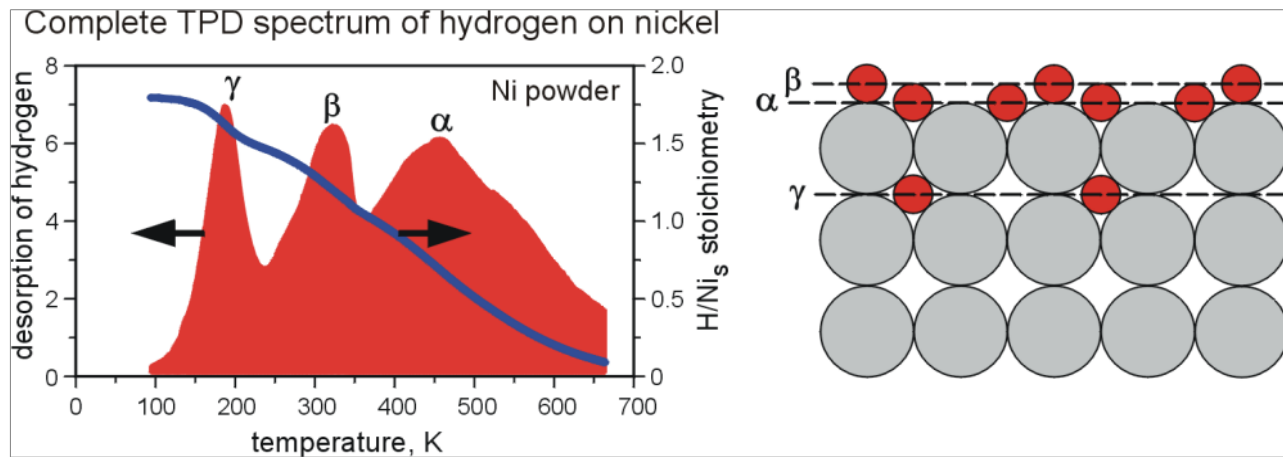 Complete TPD spectrum of hydrogen on nickel
desorption of hydrogen
8
6
4
2
0
γ
β
α
Ni powder
2.0
1.5
1.0
0.5
0
H/Niₛ stoichiometry
0 100 200 300 400 500 600 700
temperature, K
β
α
γ